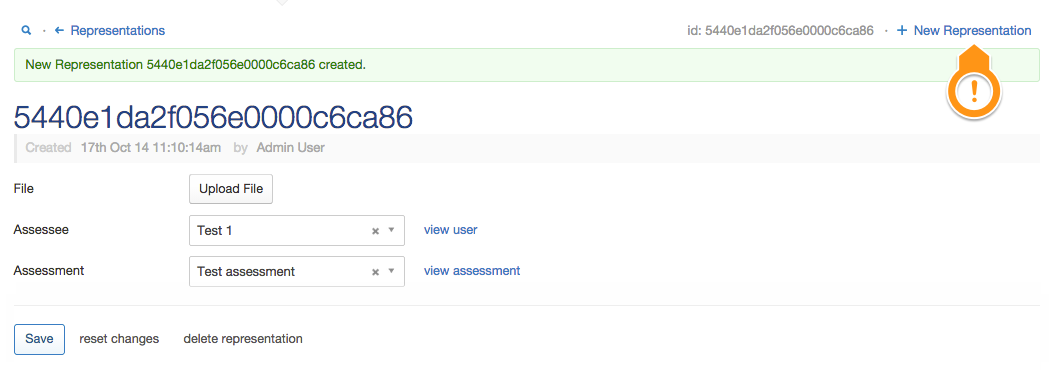 Representations id: 5440e1da2f056e0000c6ca86 · + New Representation
New Representation 5440e1da2f056e0000c6ca86 created.
!
5440e1da2f056e0000c6ca86
Created 17th Oct 14 11:10:14am by Admin User
File Upload File
Assessee Test 1 view user
Assessment Test assessment view assessment
Save reset changes delete representation